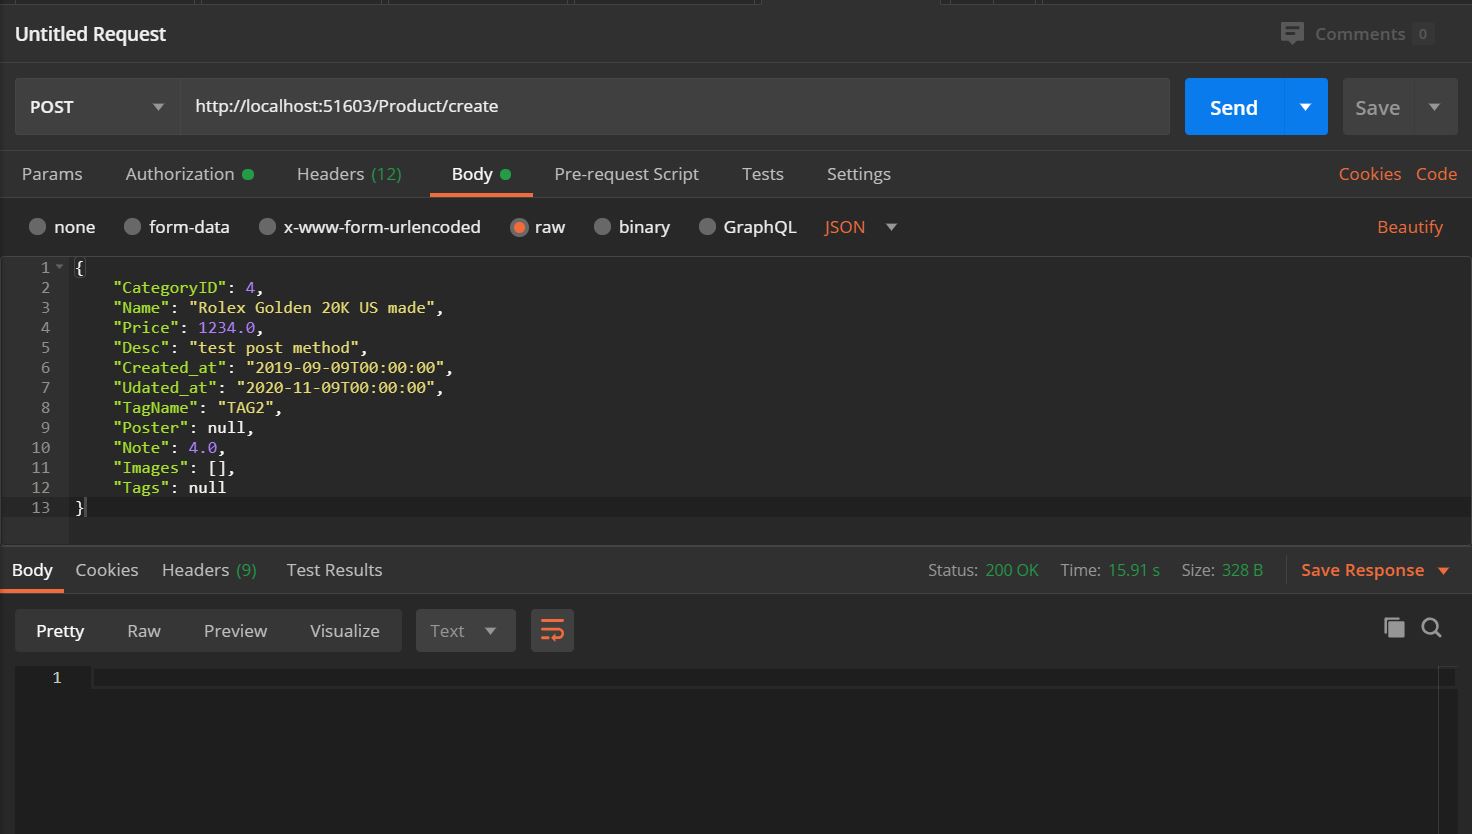 Untitled Request
Comments 0
POST http://localhost:51603/Product/create Send Save
Params Authorization Headers (12) Body Pre-request Script Tests Settings Cookies Code
none form-data x-www-form-urlencoded raw binary GraphQL JSON Beautify
1 {
2 "CategoryID": 4,
3 "Name": "Rolex Golden 20K US made",
4 "Price": 1234.0,
5 "Desc": "test post method",
6 "Created_at": "2019-09-09T00:00:00",
7 "Udated_at": "2020-11-09T00:00:00",
8 "TagName": "TAG2",
9 "Poster": null,
10 "Note": 4.0,
11 "Images": [],
12 "Tags": null
13 }
Body Cookies Headers (9) Test Results Status: 200 OK Time: 15.91 s Size: 328 B Save Response
Pretty Raw Preview Visualize Text
1